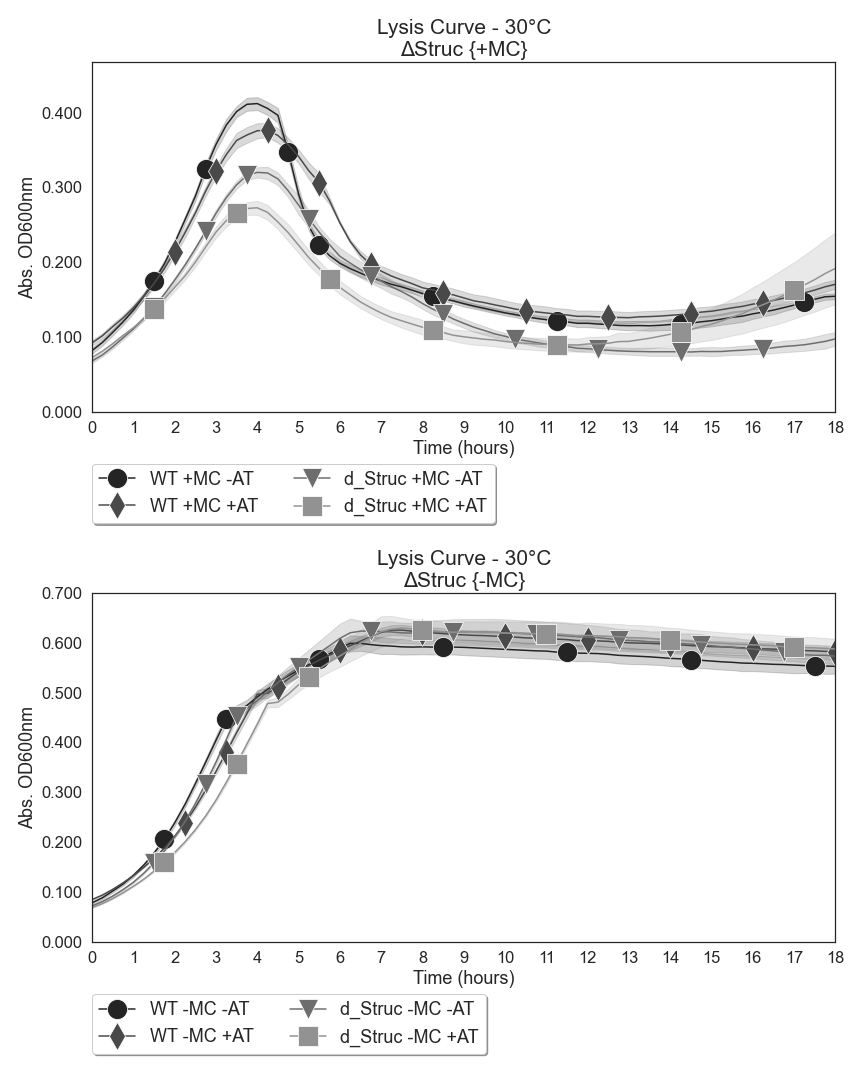 Lysis Curve - 30°C
ΔStruc {+MC}
Abs. OD600nm
0.400
0.300
0.200
0.100
0.000
0 1 2 3 4 5 6 7 8 9 10 11 12 13 14 15 16 17 18
Time (hours)
WT +MC -AT d_Struc +MC -AT
WT +MC +AT d_Struc +MC +AT
Lysis Curve - 30°C
ΔStruc {-MC}
Abs. OD600nm
0.700
0.600
0.500
0.400
0.300
0.200
0.100
0.000
0 1 2 3 4 5 6 7 8 9 10 11 12 13 14 15 16 17 18
Time (hours)
WT -MC -AT d_Struc -MC -AT
WT -MC +AT d_Struc -MC +AT